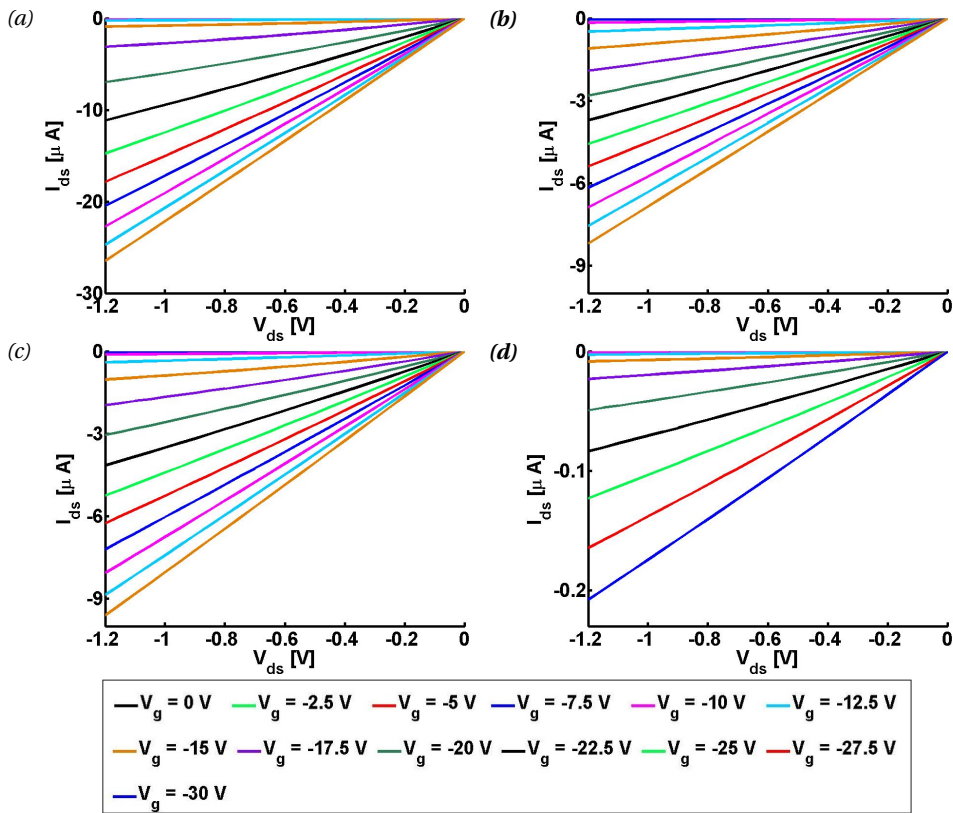 (a)
0
-10
-20
-30
I_ds [μ A]
-1.2 -1 -0.8 -0.6 -0.4 -0.2 0
V_ds [V]
(b)
0
-3
-6
-9
I_ds [μ A]
-1.2 -1 -0.8 -0.6 -0.4 -0.2 0
V_ds [V]
(c)
0
-3
-6
-9
I_ds [μ A]
-1.2 -1 -0.8 -0.6 -0.4 -0.2 0
V_ds [V]
(d)
0
-0.1
-0.2
I_ds [μ A]
-1.2 -1 -0.8 -0.6 -0.4 -0.2 0
V_ds [V]
V_g = 0 V V_g = -2.5 V V_g = -5 V V_g = -7.5 V V_g = -10 V V_g = -12.5 V
V_g = -15 V V_g = -17.5 V V_g = -20 V V_g = -22.5 V V_g = -25 V V_g = -27.5 V
V_g = -30 V